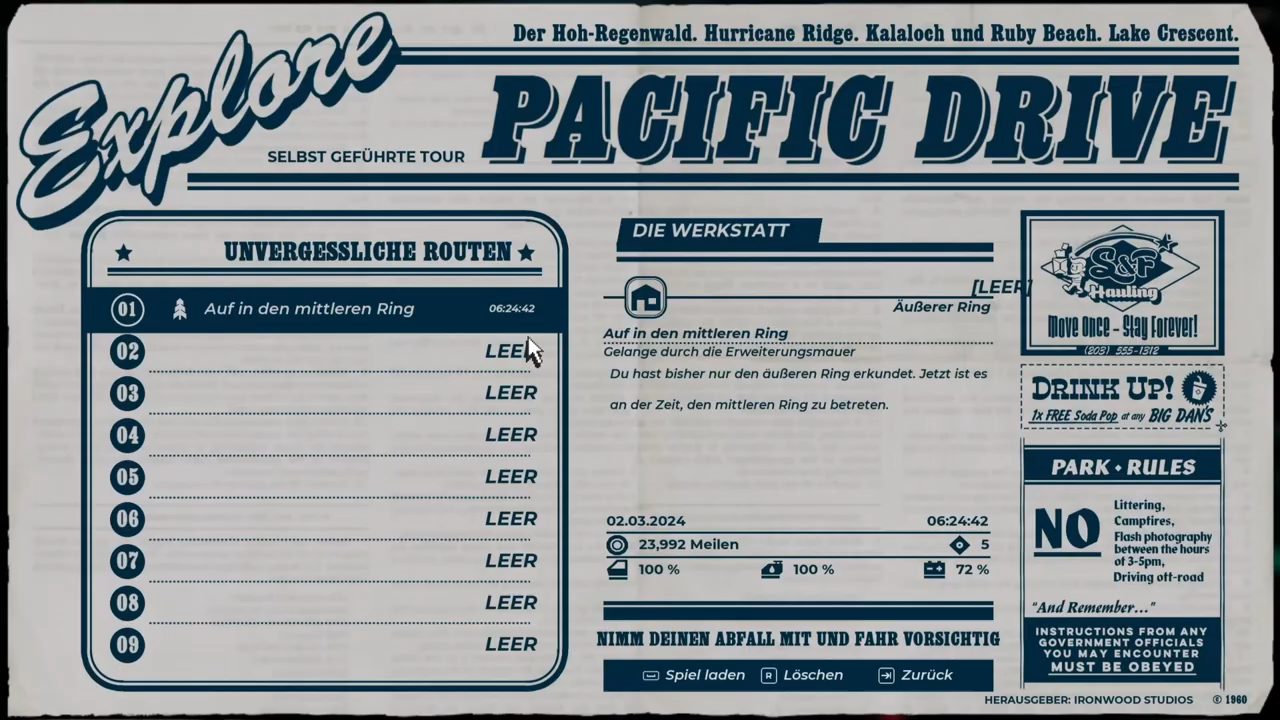 Explore
Der Hoh-Regenwald. Hurricane Ridge. Kalaloch und Ruby Beach. Lake Crescent.
PACIFIC DRIVE
SELBST GEFÜHRTE TOUR
UNVERGESSLICHE ROUTEN
01 Auf in den mittleren Ring 06:24:42
02 LEER
03 LEER
04 LEER
05 LEER
06 LEER
07 LEER
08 LEER
09 LEER
DIE WERKSTATT
[LEER]
Äußerer Ring
Auf in den mittleren Ring
Gelange durch die Erweiterungsmauer
Du hast bisher nur den äußeren Ring erkundet. Jetzt ist es
an der Zeit, den mittleren Ring zu betreten.
02.03.2024 06:24:42
23,992 Meilen 5
100 % 100 % 72 %
NIMM DEINEN ABFALL MIT UND FAHR VORSICHTIG
Spiel laden R Löschen Zurück
S&F
Hauling
Move Once - Stay Forever!
(203) 555-1312
DRINK UP!
1x FREE Soda Pop at any BIG DAN'S
PARK • RULES
NO
Littering,
Campfires,
Flash photography
between the hours
of 3-5pm,
Driving off-road
"And Remember..."
INSTRUCTIONS FROM ANY
GOVERNMENT OFFICIALS
YOU MAY ENCOUNTER
MUST BE OBEYED
HERAUSGEBER: IRONWOOD STUDIOS © 1960